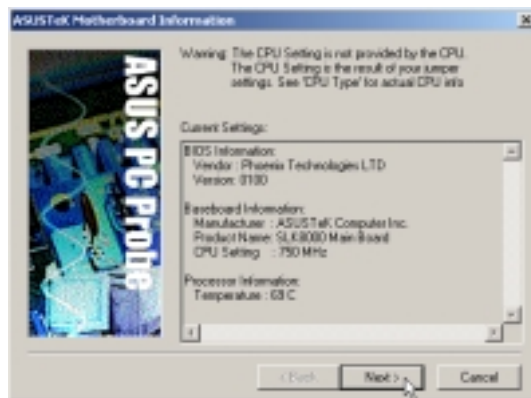 ASUSTeK Motherboard Information
ASUS PC Probe
Warning: The CPU Setting is not provided by the CPU.
The CPU Setting is the result of your jumper
settings. See 'CPU Type' for actual CPU info
Current Settings:
BIOS Information:
Vendor : Phoenix Technologies LTD
Version: 0100
Baseboard Information:
Manufacturer : ASUSTeK Computer Inc.
Product Name: SLK8000 Main Board
CPU Setting : 750 MHz
Processor Information:
Temperature : 69 C
< Back
Next >
Cancel